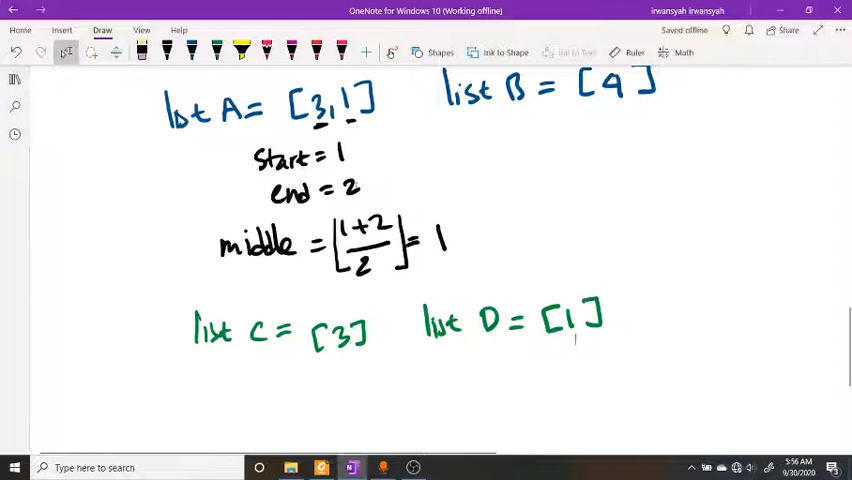 OneNote for Windows 10 (Working offline)
irwansyah irwansyah
Home Insert Draw View Help
Saved offline Share
Shapes Ink to Shape Ink to Text Ruler Math
list A = [3, 1] list B = [4]
start = 1
end = 2
middle = ⌊1+2/2⌋ = 1
list C = [3] list D = [1]
Type here to search
5:56 AM
9/30/2020
3